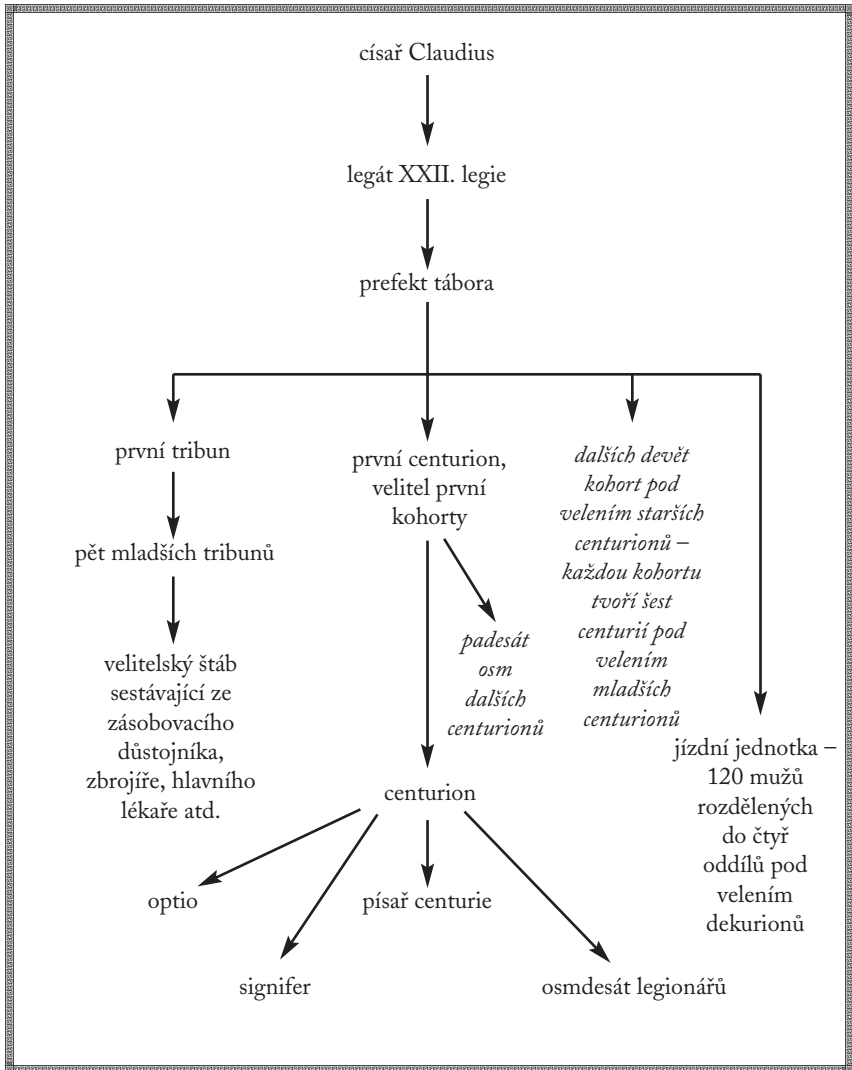 císař Claudius
legát XXII. legie
prefekt tábora
první tribun
pět mladších tribunů
velitelský štáb
sestávající ze
zásobovacího
důstojníka,
zbrojíře, hlavního
lékaře atd.
první centurion,
velitel první
kohorty
padesát
osm
dalších
centurionů
dalších devět
kohort pod
velením starších
centurionů –
každou kohortu
tvoří šest
centurií pod
velením
mladších
centurionů
jízdní jednotka –
120 mužů
rozdělených
do čtyř
oddílů pod
velením
dekurionů
centurion
optio
písař centurie
signifer
osmdesát legionářů